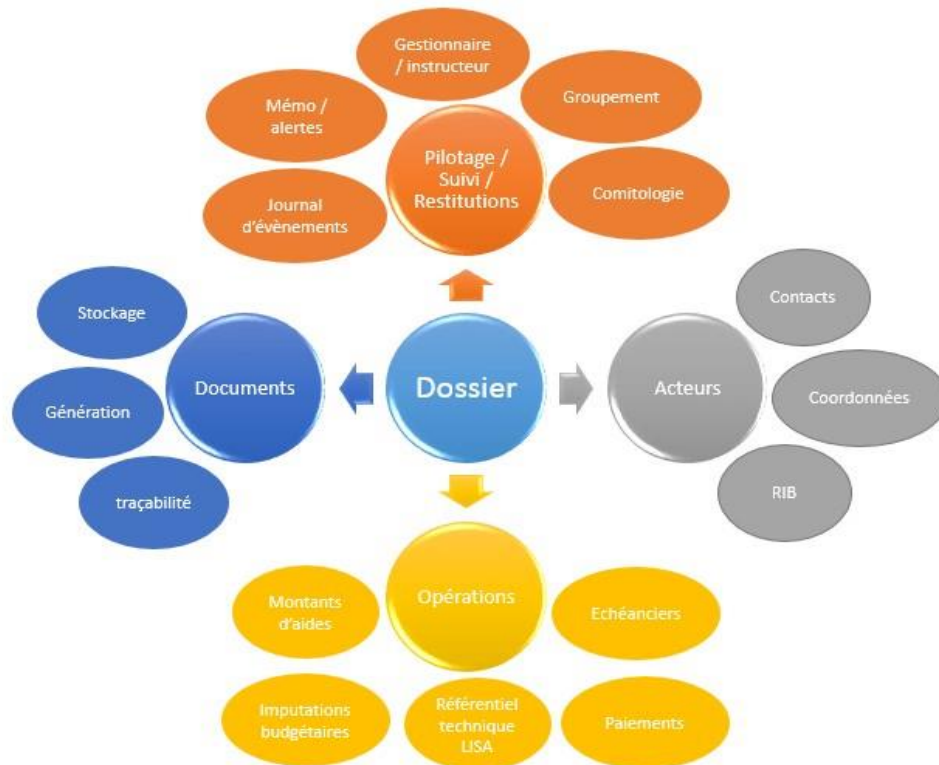 Gestionnaire
/ instructeur
Mémo /
alertes
Groupement
Pilotage /
Suivi /
Restitutions
Journal
d'évènements
Comitologie
Stockage
Génération
traçabilité
Documents
Dossier
Acteurs
Contacts
Coordonnées
RIB
Opérations
Montants
d'aides
Echéanciers
Imputations
budgétaires
Référentiel
technique
LISA
Paiements